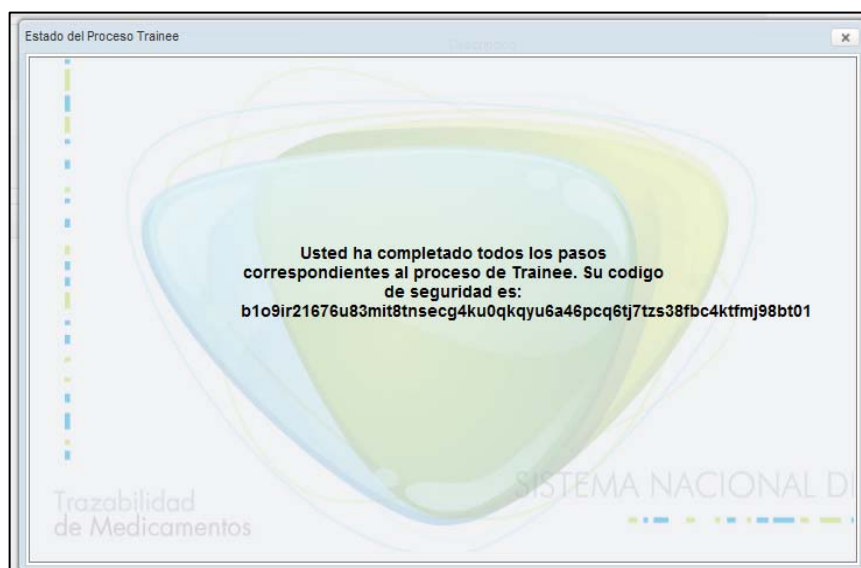 Estado del Proceso Trainee
Usted ha completado todos los pasos
correspondientes al proceso de Trainee. Su codigo
de seguridad es:
b1o9ir21676u83mit8tnsecg4ku0qkqyu6a46pcq6tj7tzs38fbc4ktfmj98bt01
SISTEMA NACIONAL DE
Trazabilidad
de Medicamentos